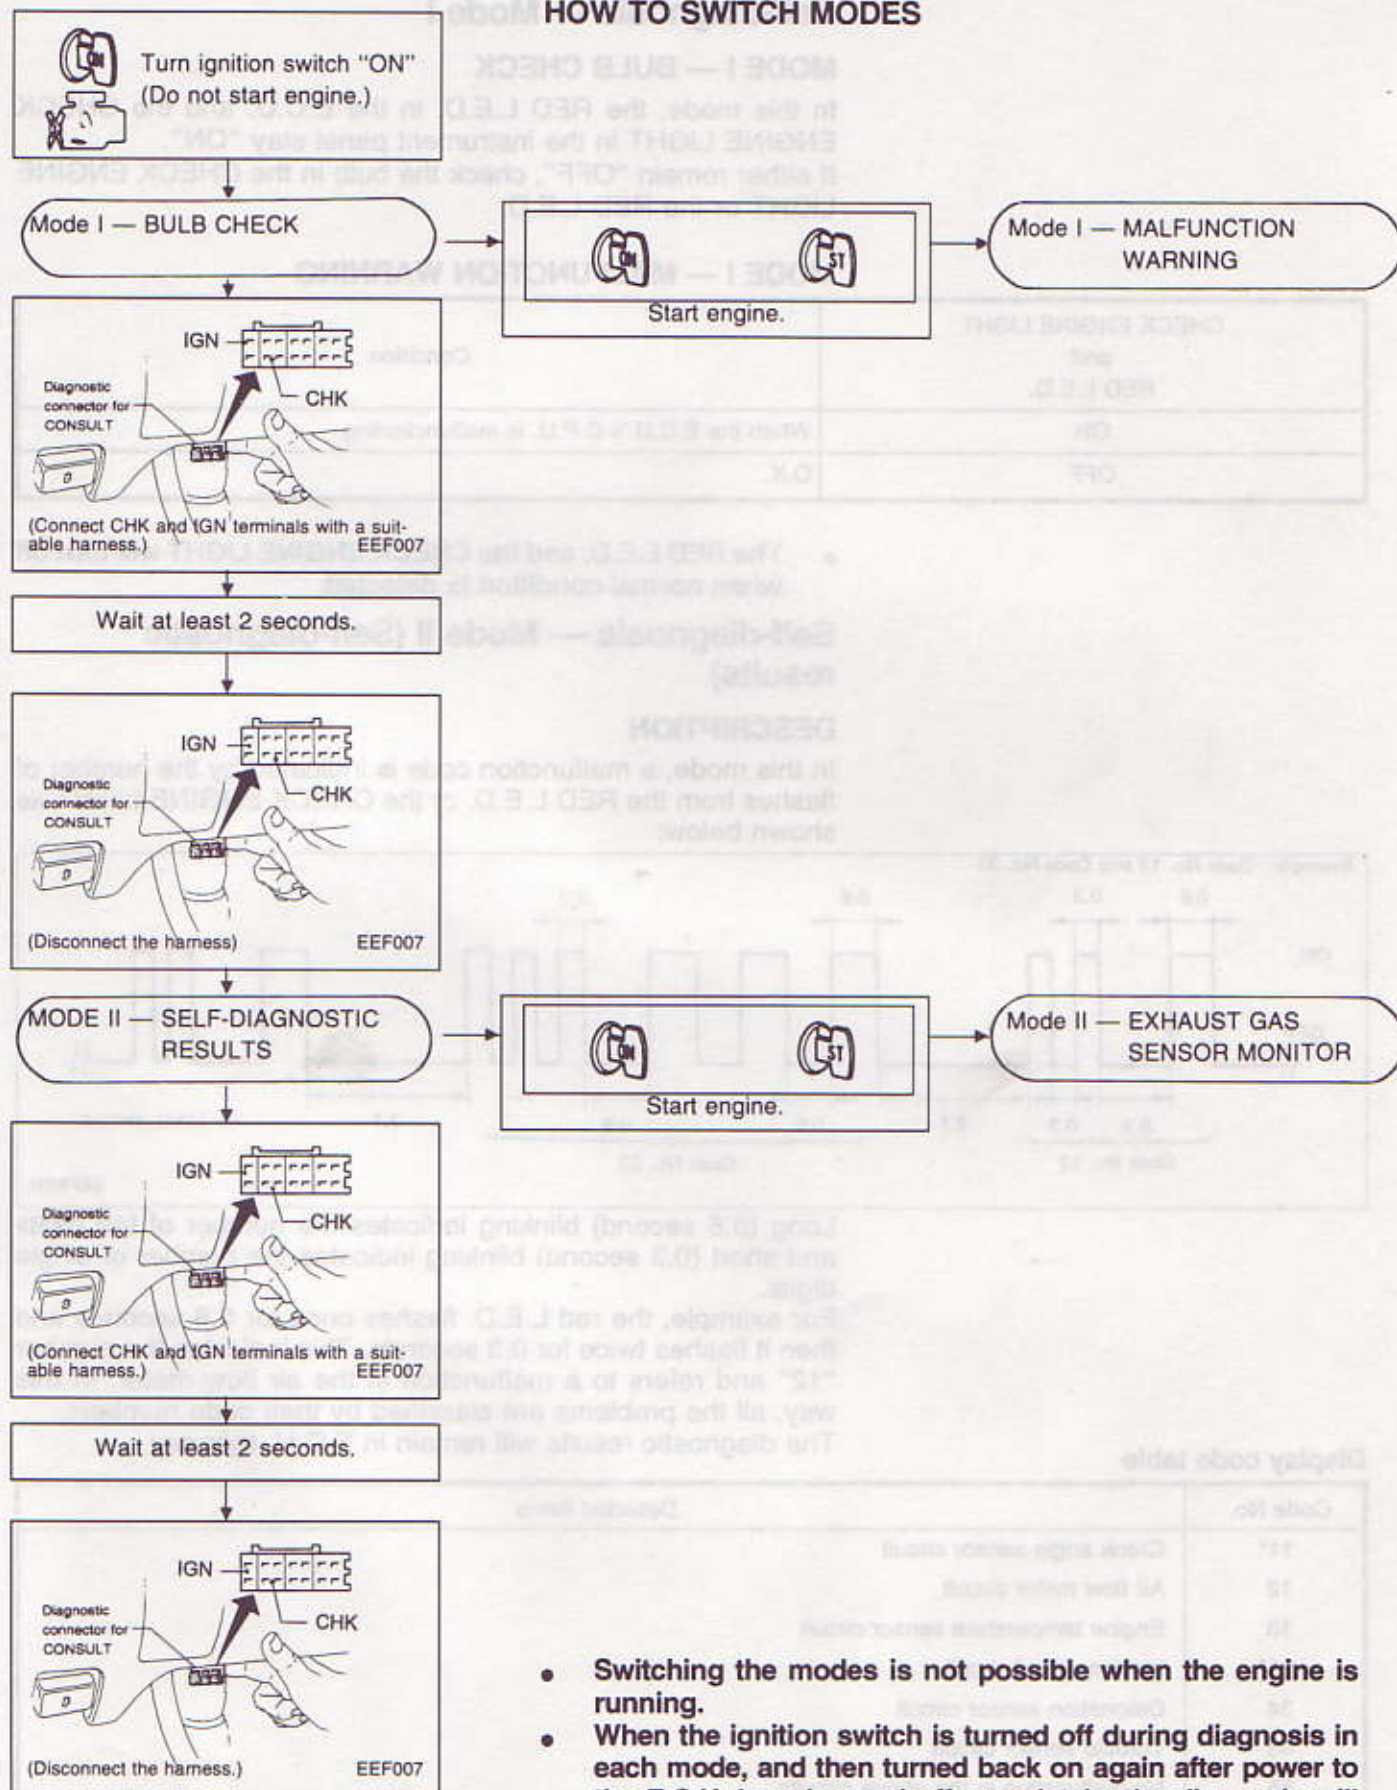 HOW TO SWITCH MODES
ON
Turn ignition switch "ON"
(Do not start engine.)
Mode I — BULB CHECK
ON
ST
Start engine.
Mode I — MALFUNCTION
WARNING
IGN
CHK
Diagnostic
connector for
CONSULT
(Connect CHK and IGN terminals with a suit-
able harness.)
EEF007
Wait at least 2 seconds.
IGN
CHK
Diagnostic
connector for
CONSULT
(Disconnect the harness)
EEF007
MODE II — SELF-DIAGNOSTIC
RESULTS
ON
ST
Start engine.
Mode II — EXHAUST GAS
SENSOR MONITOR
IGN
CHK
Diagnostic
connector for
CONSULT
(Connect CHK and IGN terminals with a suit-
able harness.)
EEF007
Wait at least 2 seconds.
IGN
CHK
Diagnostic
connector for
CONSULT
(Disconnect the harness.)
EEF007
• Switching the modes is not possible when the engine is
running.
• When the ignition switch is turned off during diagnosis in
each mode, and then turned back on again after power to